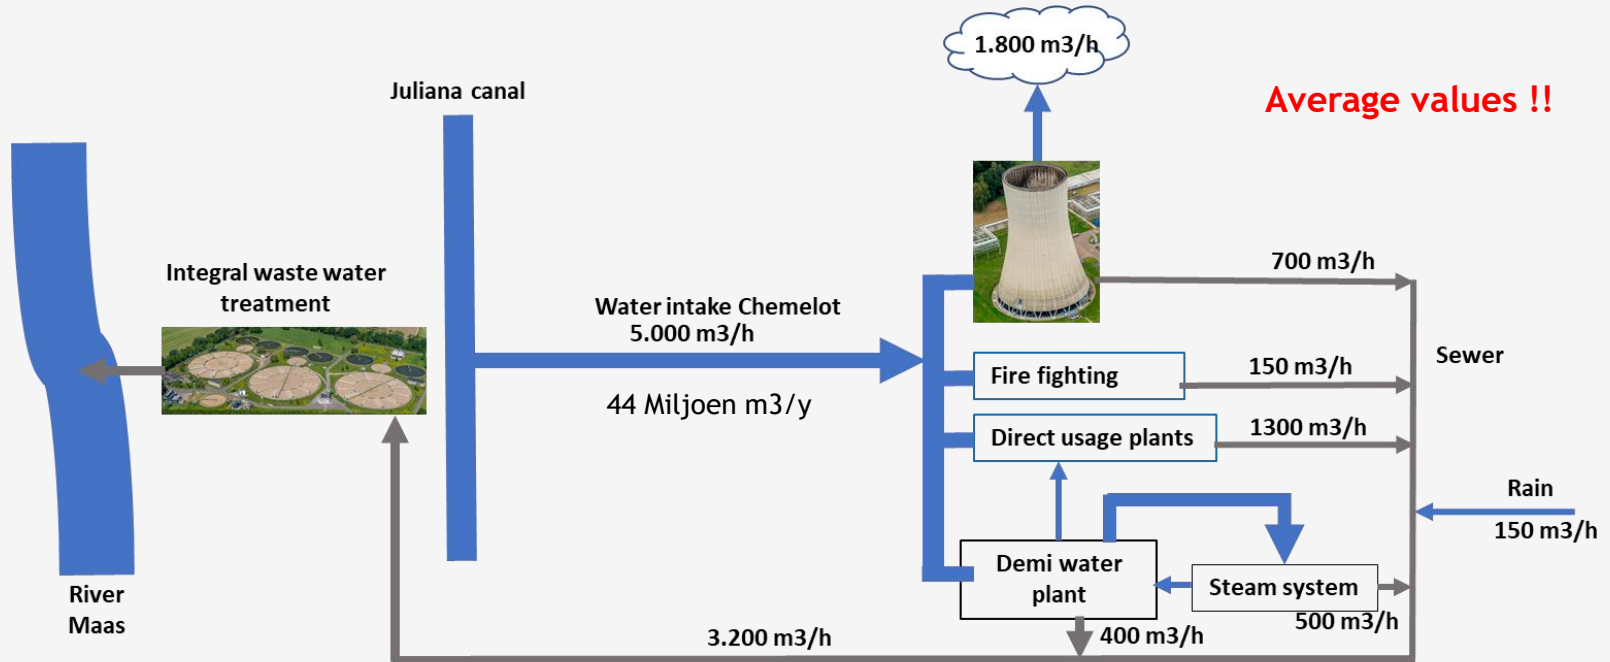 1.800 m3/h
Average values !!
Juliana canal
Integral waste water
treatment
700 m3/h
Water intake Chemelot
5.000 m3/h
44 Miljoen m3/y
Fire fighting
150 m3/h
Sewer
Direct usage plants
1300 m3/h
Rain
150 m3/h
Demi water
plant
Steam system
500 m3/h
400 m3/h
3.200 m3/h
River
Maas